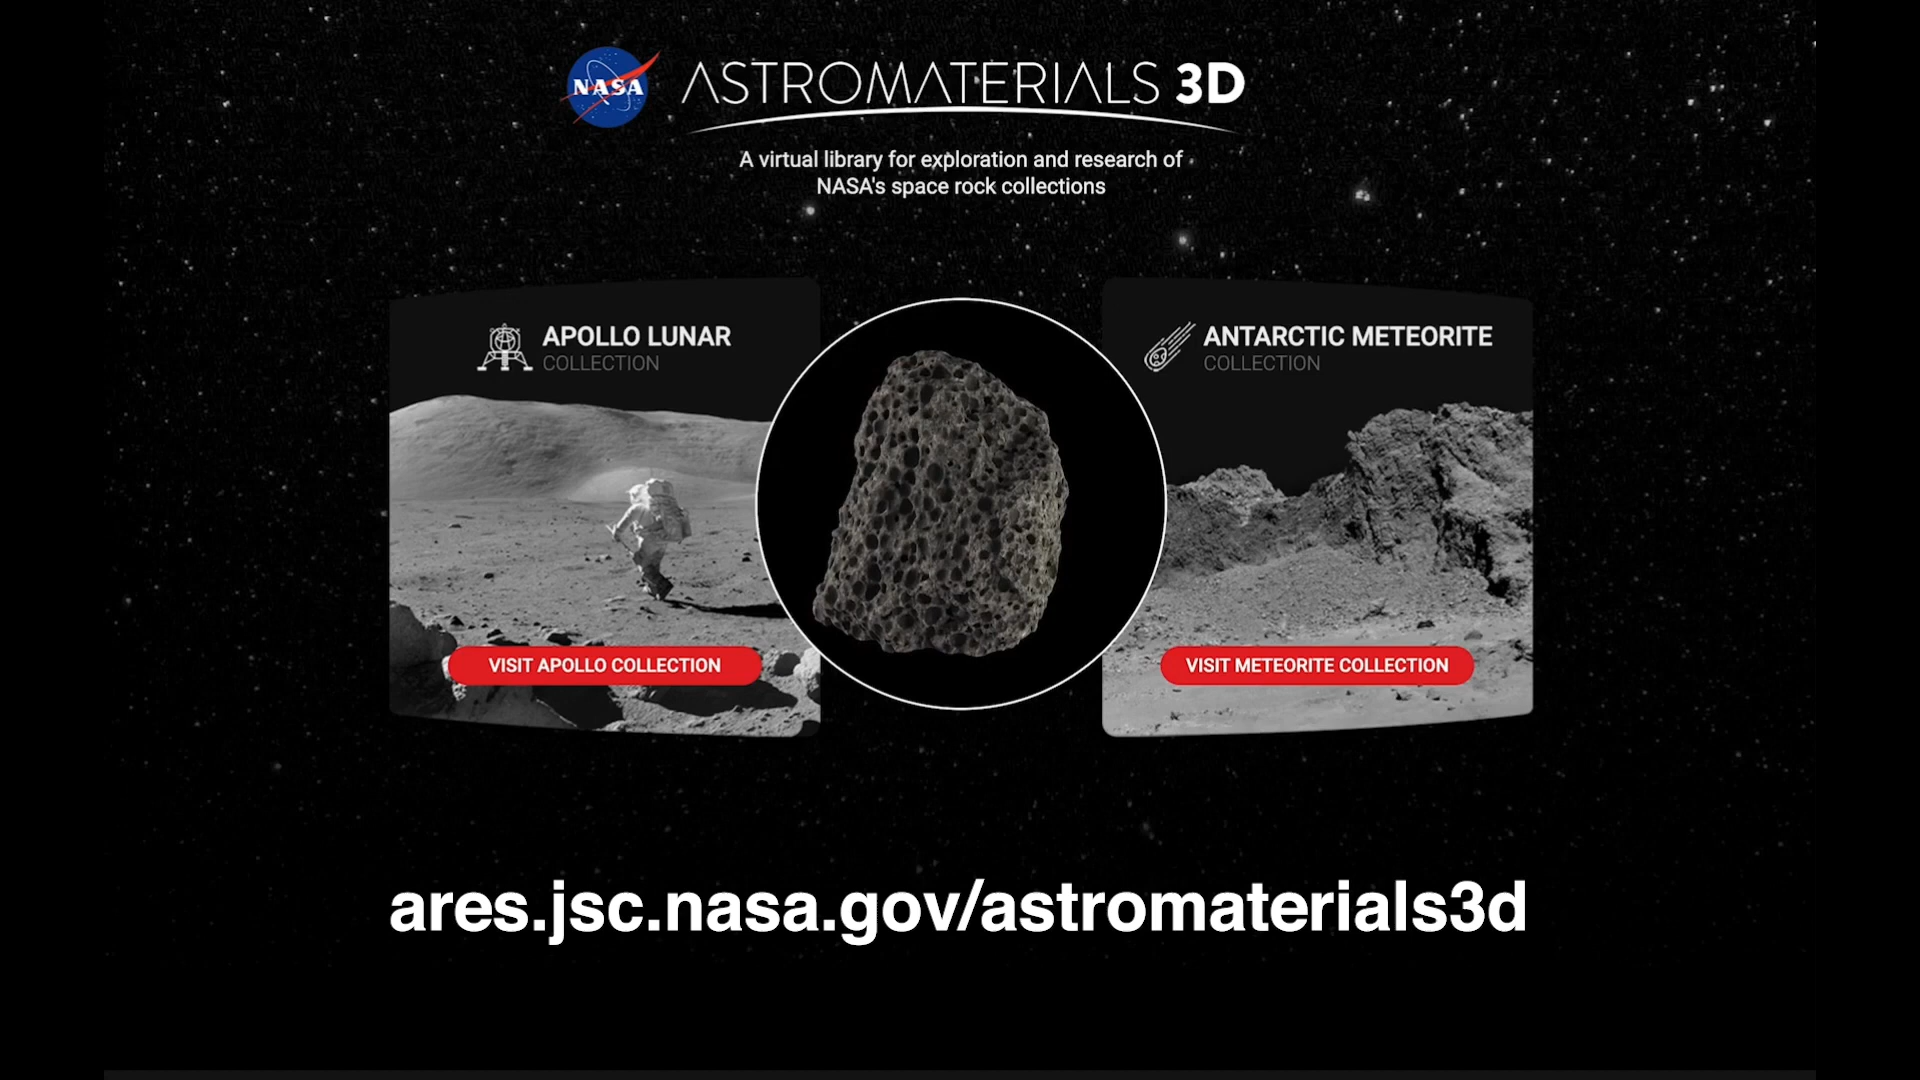 NASA
ASTROMATERIALS 3D
A virtual library for exploration and research of
NASA's space rock collections
APOLLO LUNAR
COLLECTION
ANTARCTIC METEORITE
COLLECTION
VISIT APOLLO COLLECTION
VISIT METEORITE COLLECTION
ares.jsc.nasa.gov/astromaterials3d